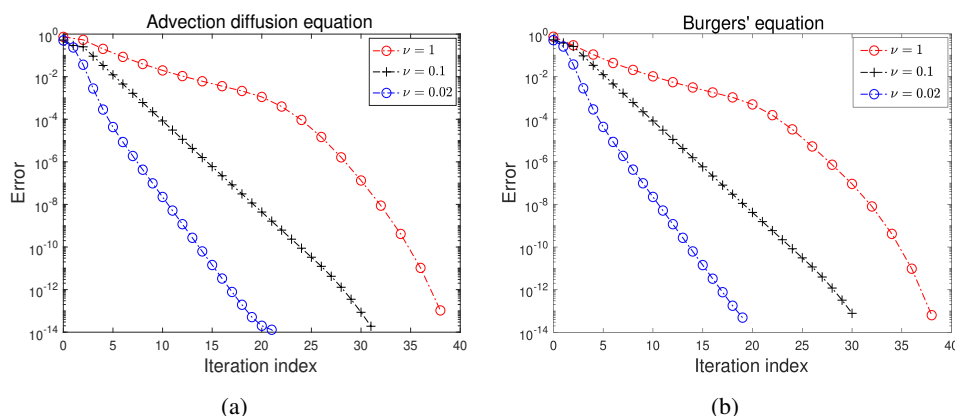 Advection diffusion equation
10^0
10^-2
10^-4
10^-6
10^-8
10^-10
10^-12
10^-14
Error
0 5 10 15 20 25 30 35 40
Iteration index
ν = 1
ν = 0.1
ν = 0.02
(a)
Burgers' equation
10^0
10^-2
10^-4
10^-6
10^-8
10^-10
10^-12
10^-14
Error
0 5 10 15 20 25 30 35 40
Iteration index
ν = 1
ν = 0.1
ν = 0.02
(b)